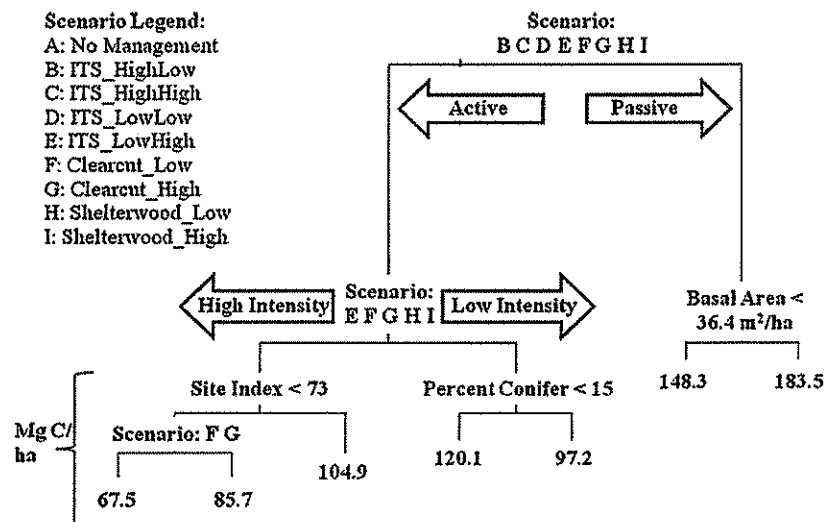 Scenario Legend:
A: No Management
B: ITS_HighLow
C: ITS_HighHigh
D: ITS_LowLow
E: ITS_LowHigh
F: Clearcut_Low
G: Clearcut_High
H: Shelterwood_Low
I: Shelterwood_High
Scenario:
B C D E F G H I
Active
Passive
High Intensity
Scenario:
E F G H I
Low Intensity
Basal Area <
36.4 m²/ha
148.3
183.5
Site Index < 73
Percent Conifer < 15
Mg C/
ha
Scenario: F G
104.9
120.1
97.2
67.5
85.7